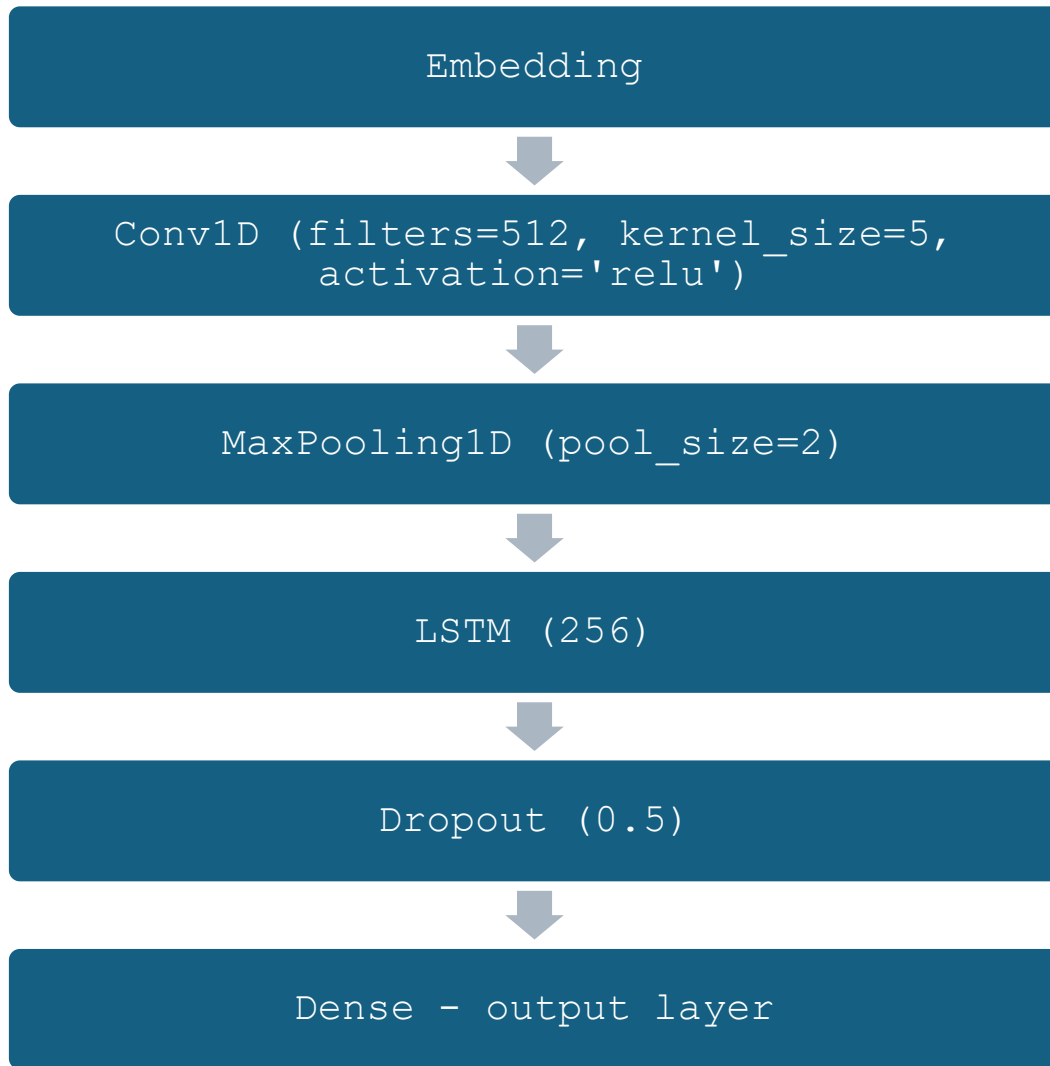 Embedding
Conv1D (filters=512, kernel_size=5,
activation='relu')
MaxPooling1D (pool_size=2)
LSTM (256)
Dropout (0.5)
Dense - output layer